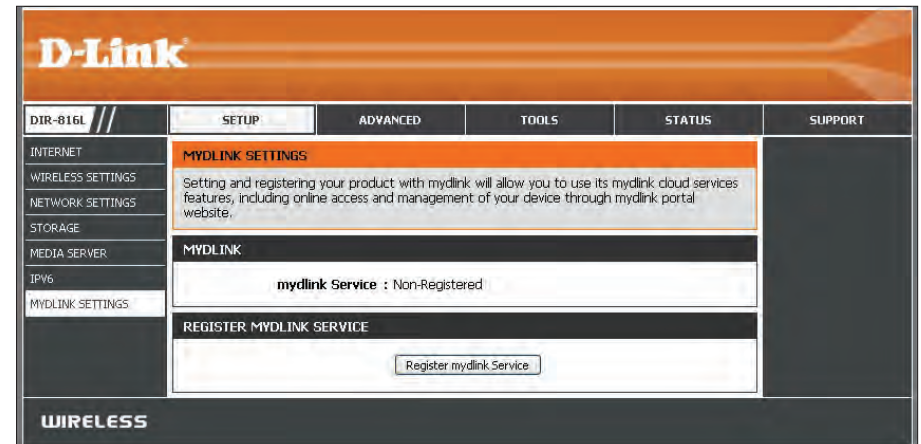 D-Link
DIR-816L // SETUP ADVANCED TOOLS STATUS SUPPORT
INTERNET
WIRELESS SETTINGS
NETWORK SETTINGS
STORAGE
MEDIA SERVER
IPV6
MYDLINK SETTINGS
MYDLINK SETTINGS
Setting and registering your product with mydlink will allow you to use its mydlink cloud services
features, including online access and management of your device through mydlink portal
website.
MYDLINK
mydlink Service : Non-Registered
REGISTER MYDLINK SERVICE
Register mydlink Service
WIRELESS